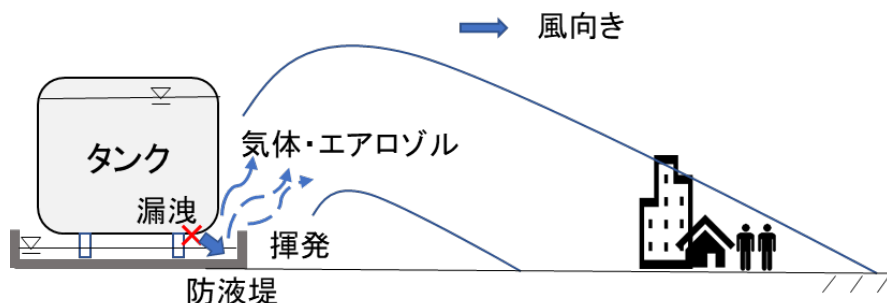 風向き
タンク
気体・エアロゾル
漏洩
揮発
防液堤